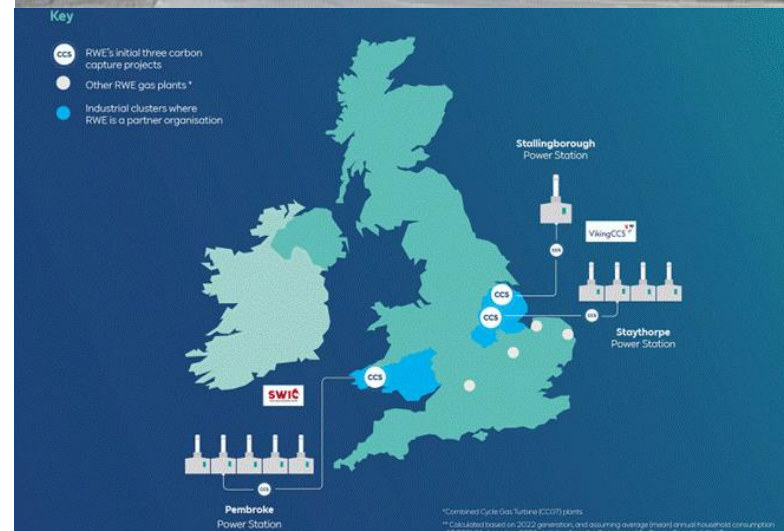 Key
CCS
RWE's initial three carbon
capture projects
Other RWE gas plants *
Industrial clusters where
RWE is a partner organisation
Stallingborough
Power Station
VikingCCS
CCS
CCS
CCS
CCS
Staythorpe
Power Station
CCS
SWIC
CCS
Pembroke
Power Station
*Combined Cycle Gas Turbine (CCGT) plants
** Calculated based on 2022 generation, and assuming average (mean) annual household consumption